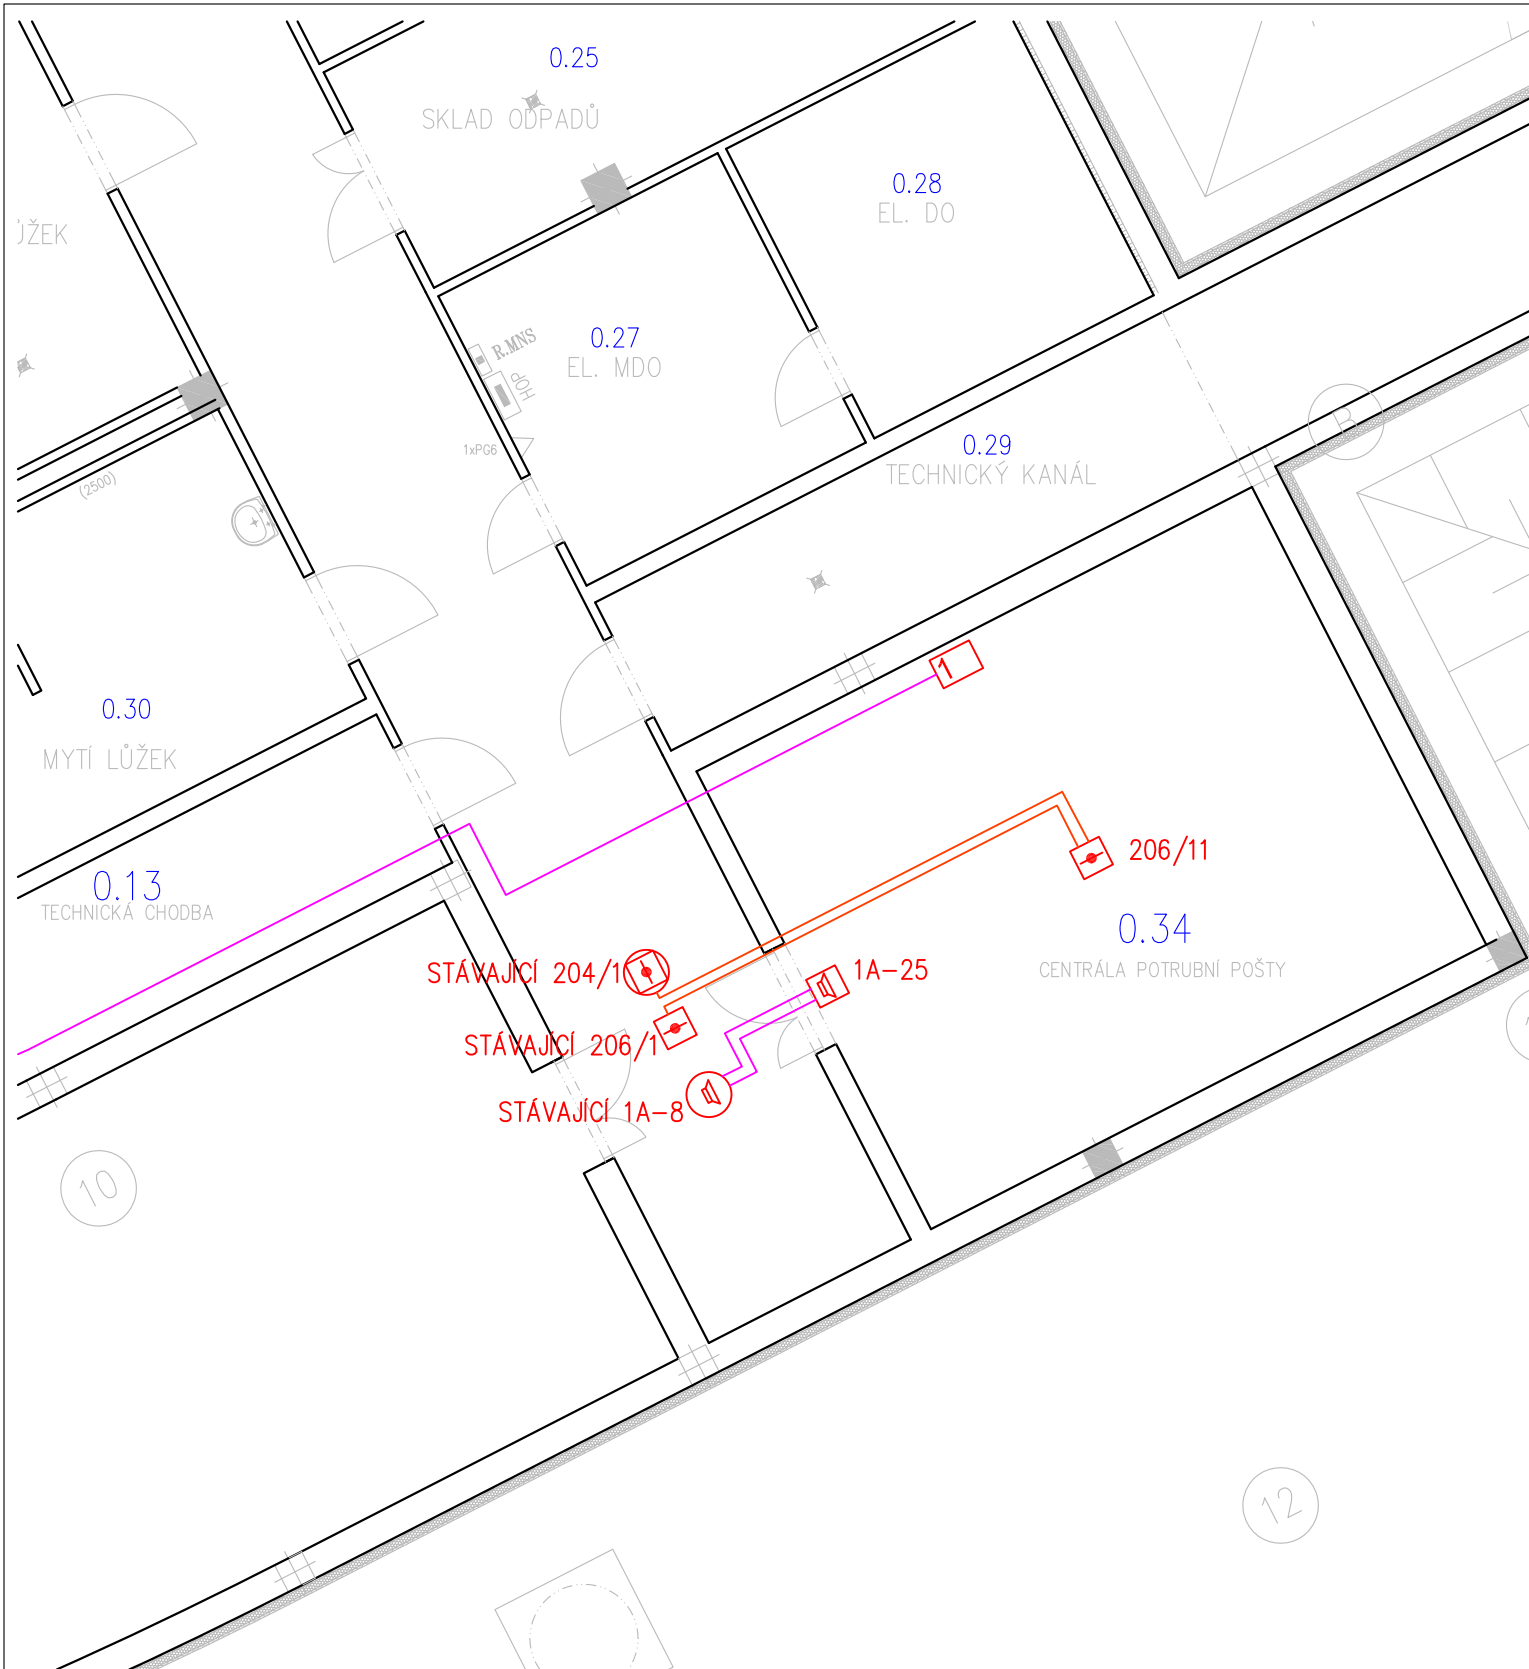 0.25
SKLAD ODPADŮ
0.28
EL. DO
0.27
EL. MDO
R.MNS
HOP
1xPG6
0.29
TECHNICKÝ KANÁL
B
(2500)
1
0.30
MYTÍ LŮŽEK
0.13
TECHNICKÁ CHODBA
206/11
0.34
CENTRÁLA POTRUBNÍ POŠTY
STÁVAJÍCÍ 204/1
1A-25
STÁVAJÍCÍ 206/1
STÁVAJÍCÍ 1A-8
10
12